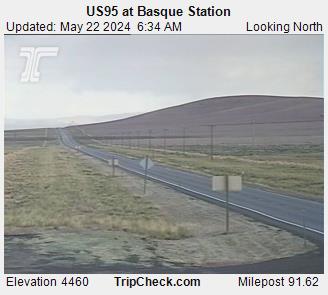 US95 at Basque Station
Updated: May 22 2024 6:34 AM Looking North
Elevation 4460 TripCheck.com Milepost 91.62